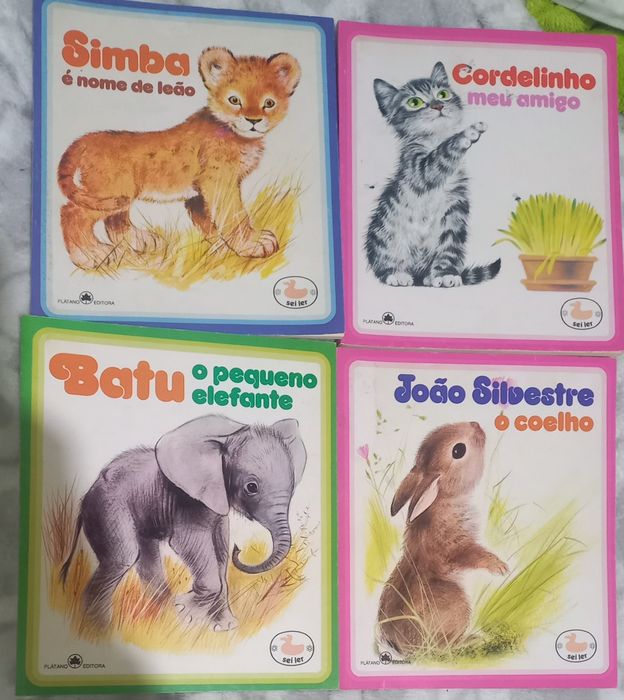 Simba
é nome de leão
PLÁTANO EDITORA
sei ler
Cordelinho
meu amigo
PLÁTANO EDITORA
sei ler
Batu o pequeno
elefante
PLÁTANO EDITORA
sei ler
João Silvestre
o coelho
PLÁTANO EDITORA
sei ler